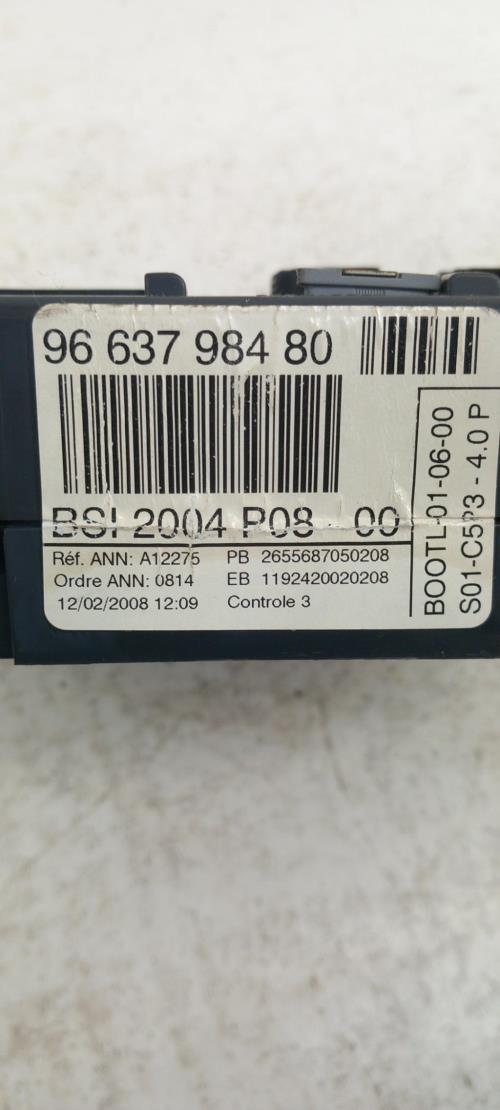 96 637 984 80
BSI 2004 P08 - 00
Réf. ANN: A12275 PB 2655687050208
Ordre ANN: 0814 EB 1192420020208
12/02/2008 12:09 Controle 3
BOOTL-01-06-00
S01-C5P3 - 4.0 P